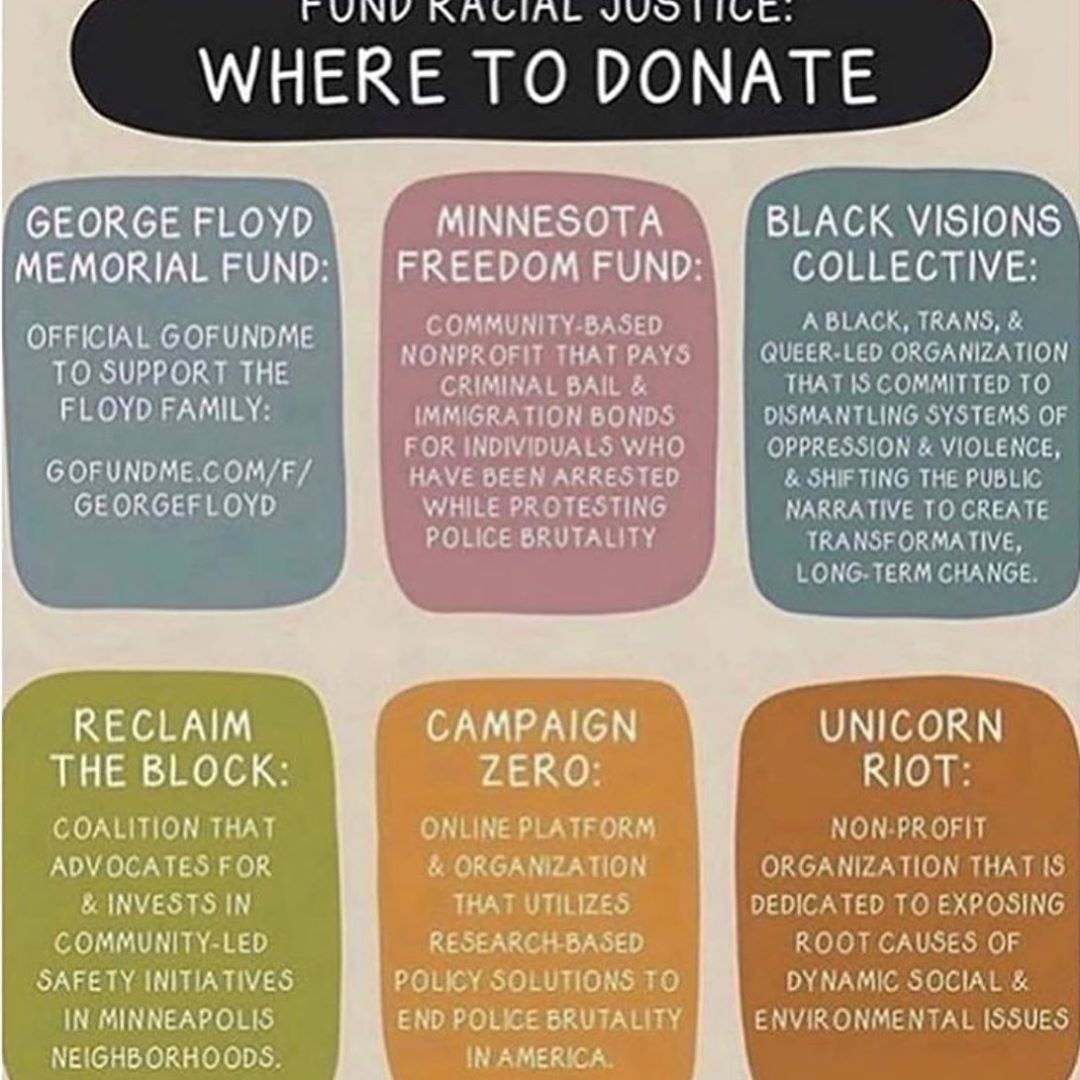 FUND RACIAL JUSTICE:
WHERE TO DONATE
GEORGE FLOYD
MEMORIAL FUND:
OFFICIAL GOFUNDME
TO SUPPORT THE
FLOYD FAMILY:
GOFUNDME.COM/F/
GEORGEFLOYD
MINNESOTA
FREEDOM FUND:
COMMUNITY-BASED
NONPROFIT THAT PAYS
CRIMINAL BAIL &
IMMIGRATION BONDS
FOR INDIVIDUALS WHO
HAVE BEEN ARRESTED
WHILE PROTESTING
POLICE BRUTALITY
BLACK VISIONS
COLLECTIVE:
A BLACK, TRANS, &
QUEER-LED ORGANIZATION
THAT IS COMMITTED TO
DISMANTLING SYSTEMS OF
OPPRESSION & VIOLENCE,
& SHIFTING THE PUBLIC
NARRATIVE TO CREATE
TRANSFORMATIVE,
LONG-TERM CHANGE.
RECLAIM
THE BLOCK:
COALITION THAT
ADVOCATES FOR
& INVESTS IN
COMMUNITY-LED
SAFETY INITIATIVES
IN MINNEAPOLIS
NEIGHBORHOODS.
CAMPAIGN
ZERO:
ONLINE PLATFORM
& ORGANIZATION
THAT UTILIZES
RESEARCH-BASED
POLICY SOLUTIONS TO
END POLICE BRUTALITY
IN AMERICA.
UNICORN
RIOT:
NON-PROFIT
ORGANIZATION THAT IS
DEDICATED TO EXPOSING
ROOT CAUSES OF
DYNAMIC SOCIAL &
ENVIRONMENTAL ISSUES